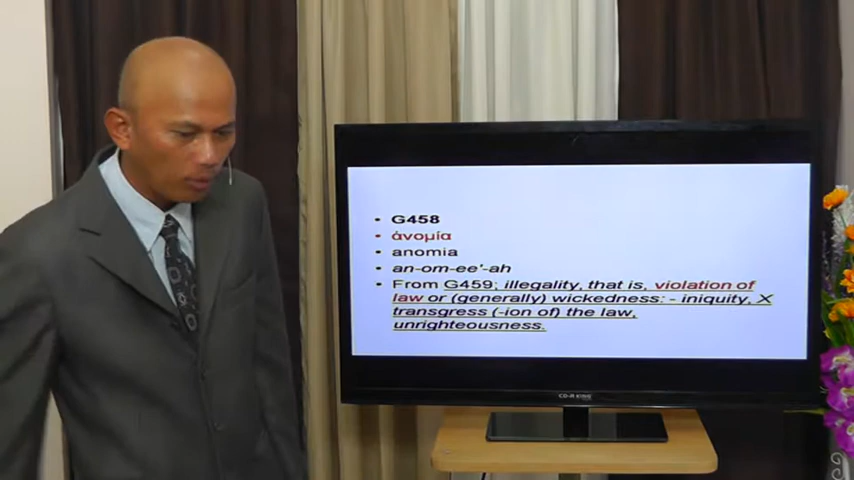 • G458
• ἀνομία
• anomia
• an-om-ee'-ah
• From G459; illegality, that is, violation of
law or (generally) wickedness: - iniquity, X
transgress (-ion of) the law,
unrighteousness.